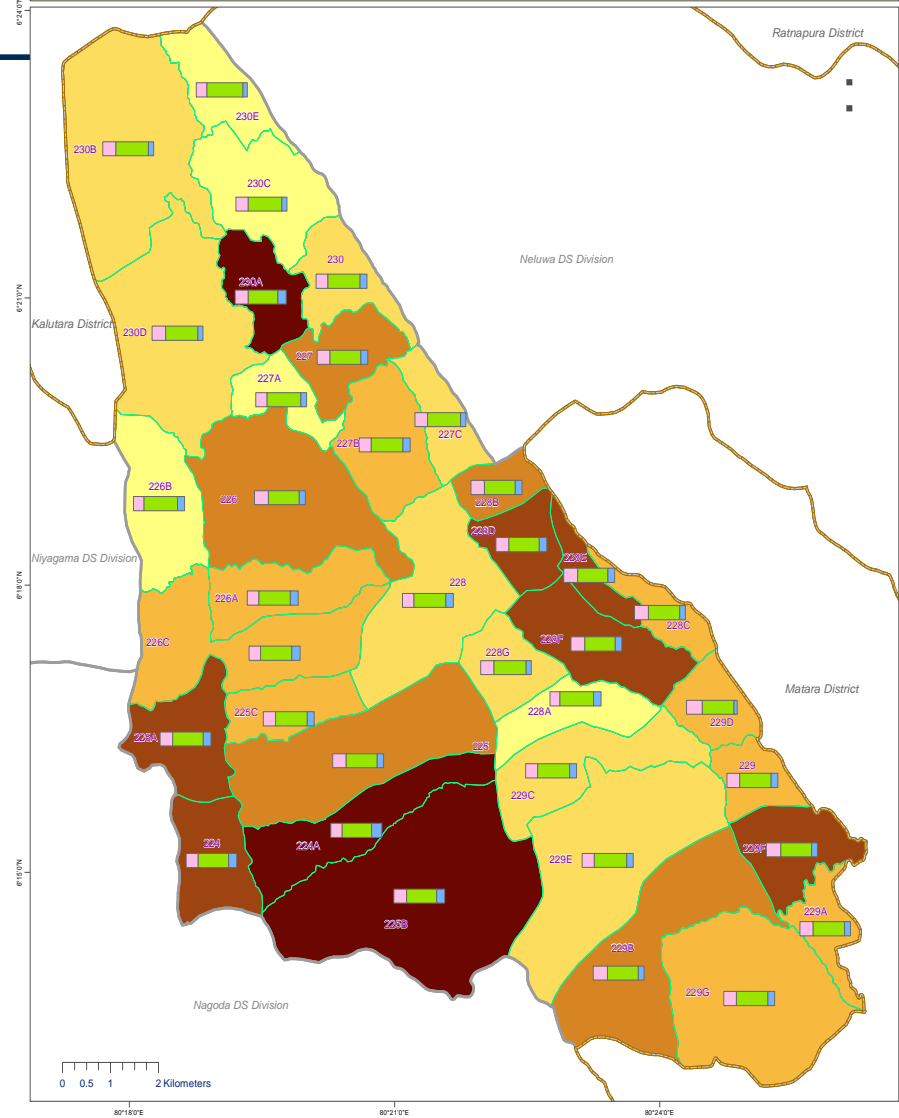 6°24'0"N
Ratnapura District
230E
230B
230C
Neluwa DS Division
230
230A
6°21'0"N
Kalutara District
230D
227
227A
227C
227B
226B
226
228B
228D
Niyagama DS Division
228E
6°18'0"N
228
226A
228C
226C
228F
228G
Matara District
225C
228A
229D
225A
225
229
229C
224
224A
229F
229E
6°15'0"N
229A
225B
229B
229G
Nagoda DS Division
0 0.5 1 2 Kilometers
80°18'0"E 80°21'0"E 80°24'0"E